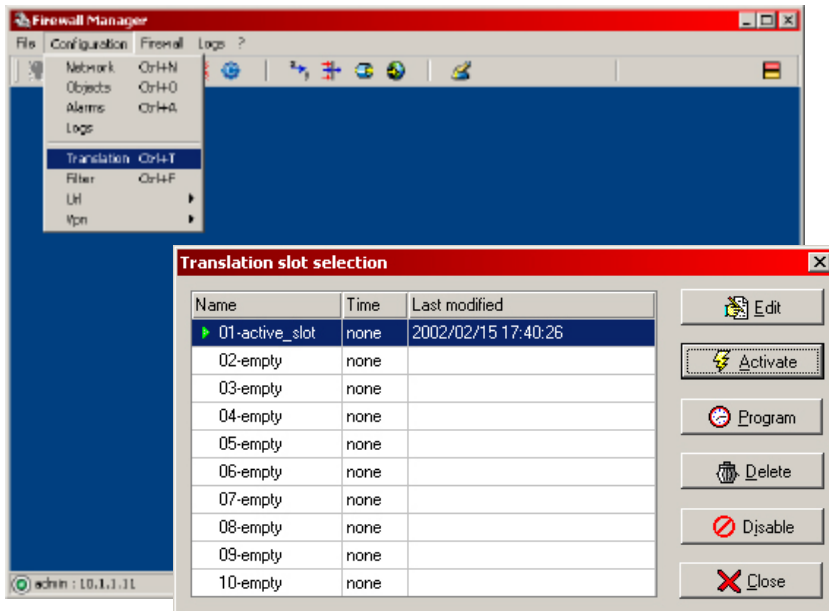 Firewall Manager
File Configuration Firewall Logs ?
Network Ctrl+N
Objects Ctrl+O
Alarms Ctrl+A
Logs
Translation Ctrl+T
Filter Ctrl+F
Url
Vpn
Translation slot selection
Name Time Last modified
01-active_slot none 2002/02/15 17:40:26
02-empty none
03-empty none
04-empty none
05-empty none
06-empty none
07-empty none
08-empty none
09-empty none
10-empty none
Edit
Activate
Program
Delete
Disable
Close
admin : 10.1.1.11